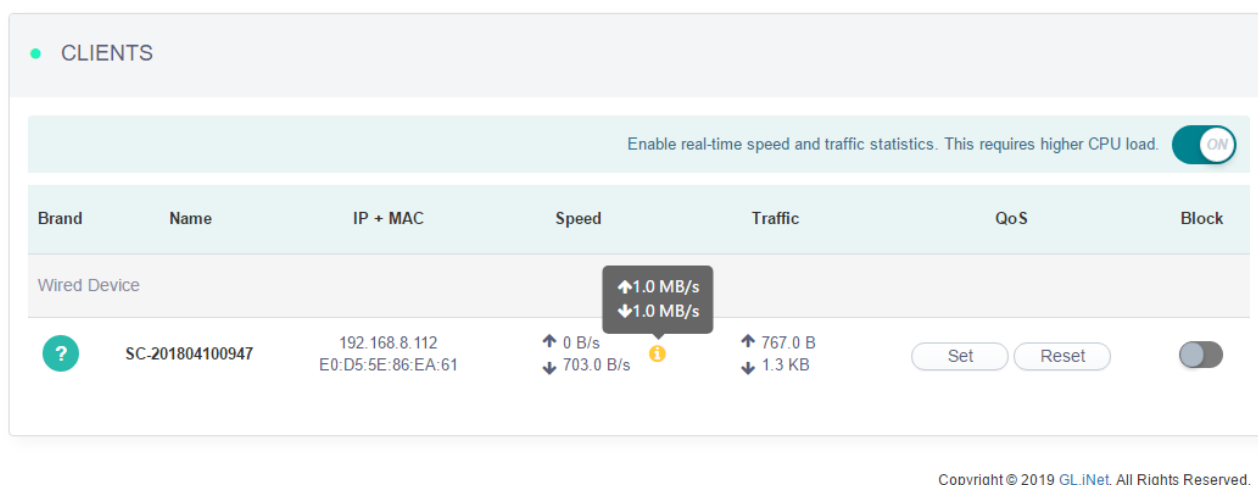 CLIENTS
Enable real-time speed and traffic statistics. This requires higher CPU load. ON
Brand Name IP + MAC Speed Traffic QoS Block
Wired Device
↑1.0 MB/s
↓1.0 MB/s
? SC-201804100947 192.168.8.112 ↑ 0 B/s ↑ 767.0 B Set Reset
E0:D5:5E:86:EA:61 ↓ 703.0 B/s ↓ 1.3 KB
Copyright © 2019 GL.iNet. All Rights Reserved.